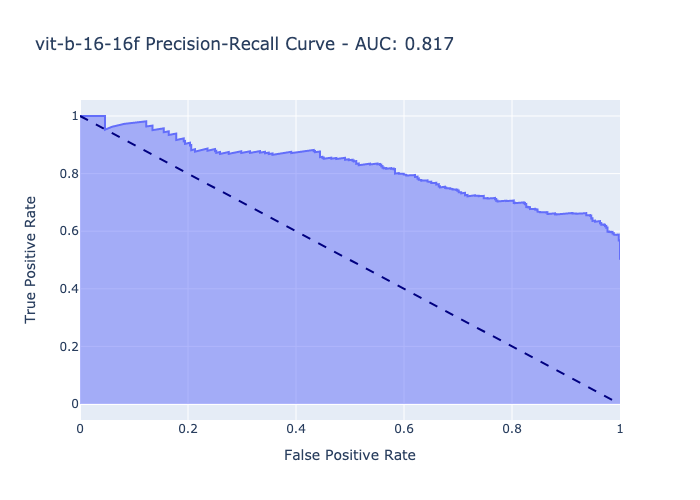 vit-b-16-16f Precision-Recall Curve - AUC: 0.817
1
0.8
0.6
0.4
0.2
0
True Positive Rate
0 0.2 0.4 0.6 0.8 1
False Positive Rate